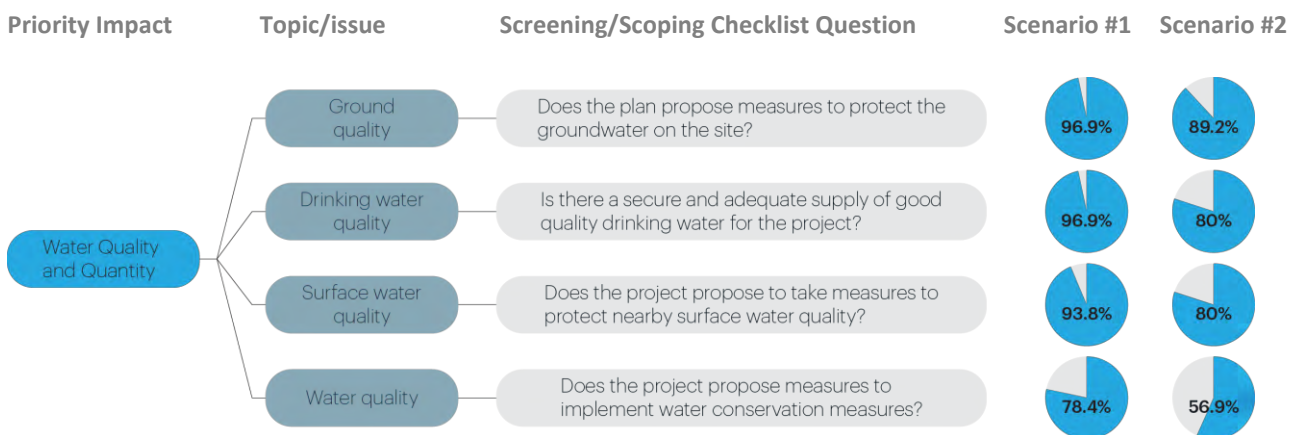 Priority Impact Topic/issue Screening/Scoping Checklist Question Scenario #1 Scenario #2
Ground
quality
Does the plan propose measures to protect the
groundwater on the site?
96.9%
89.2%
Drinking water
quality
Is there a secure and adequate supply of good
quality drinking water for the project?
96.9%
80%
Water Quality
and Quantity
Surface water
quality
Does the project propose to take measures to
protect nearby surface water quality?
93.8%
80%
Water quality
Does the project propose measures to
implement water conservation measures?
78.4%
56.9%